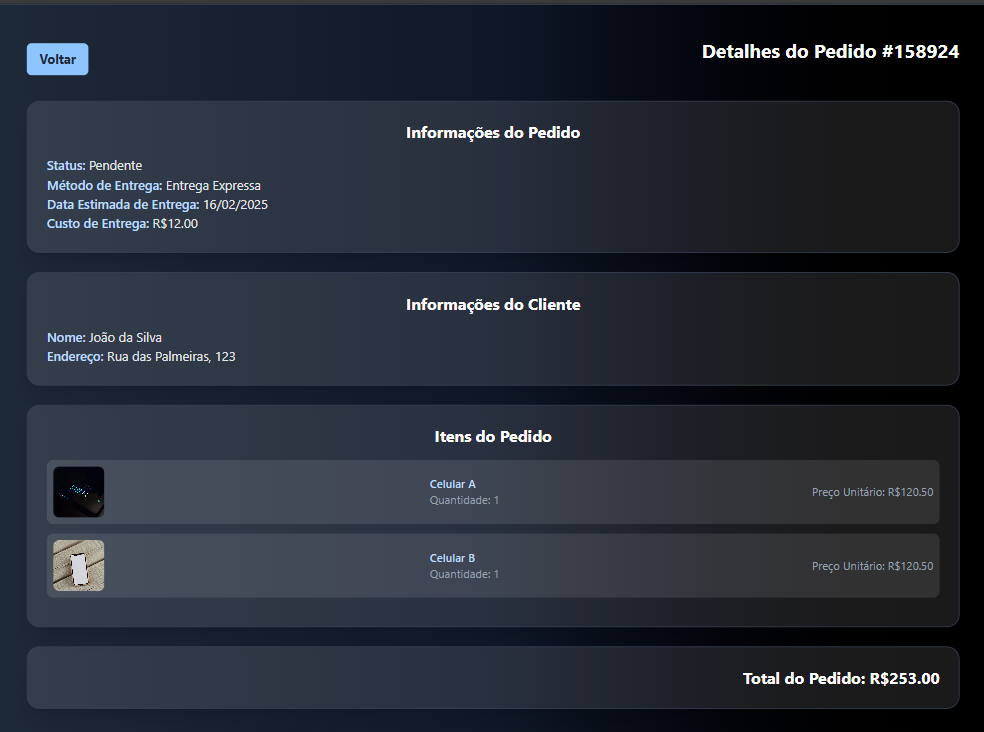 Voltar
Detalhes do Pedido #158924
Informações do Pedido
Status: Pendente
Método de Entrega: Entrega Expressa
Data Estimada de Entrega: 16/02/2025
Custo de Entrega: R$12.00
Informações do Cliente
Nome: João da Silva
Endereço: Rua das Palmeiras, 123
Itens do Pedido
Celular A
Quantidade: 1
Preço Unitário: R$120.50
Celular B
Quantidade: 1
Preço Unitário: R$120.50
Total do Pedido: R$253.00